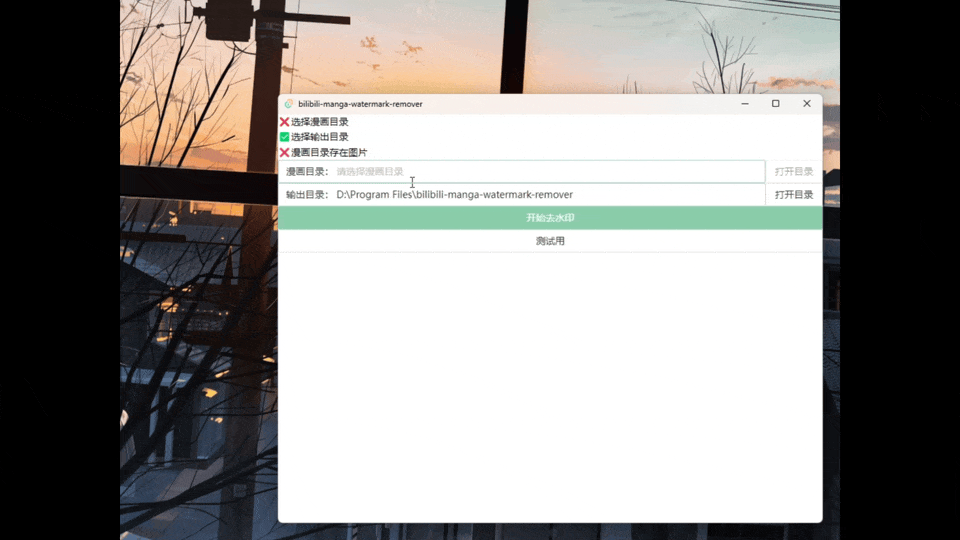 bilibili-manga-watermark-remover
❌选择漫画目录
✅选择输出目录
❌漫画目录存在图片
漫画目录： 请选择漫画目录 打开目录
输出目录： D:\Program Files\bilibili-manga-watermark-remover 打开目录
开始去水印
测试用